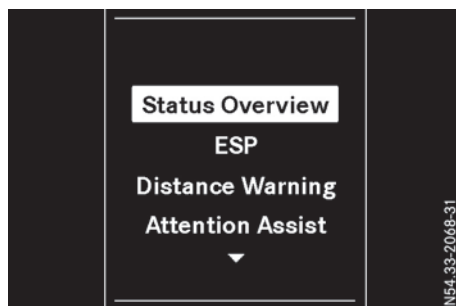 Status Overview
ESP
Distance Warning
Attention Assist
N54.33-2068-31